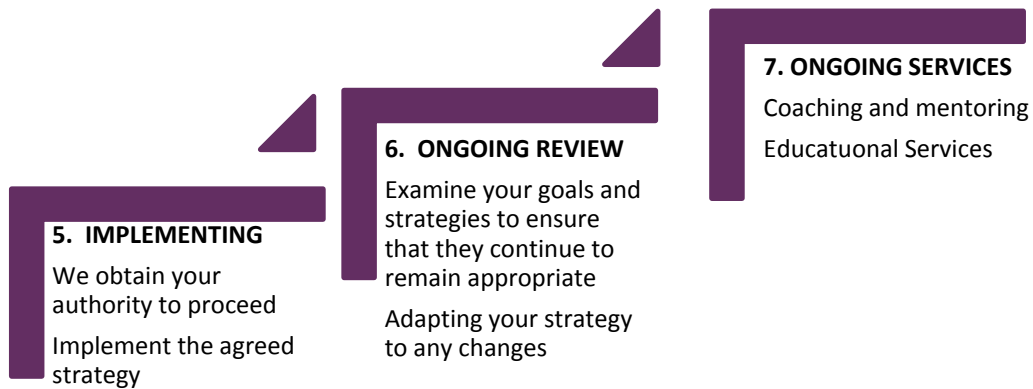 5. IMPLEMENTING
We obtain your
authority to proceed
Implement the agreed
strategy
6. ONGOING REVIEW
Examine your goals and
strategies to ensure
that they continue to
remain appropriate
Adapting your strategy
to any changes
7. ONGOING SERVICES
Coaching and mentoring
Educatuonal Services